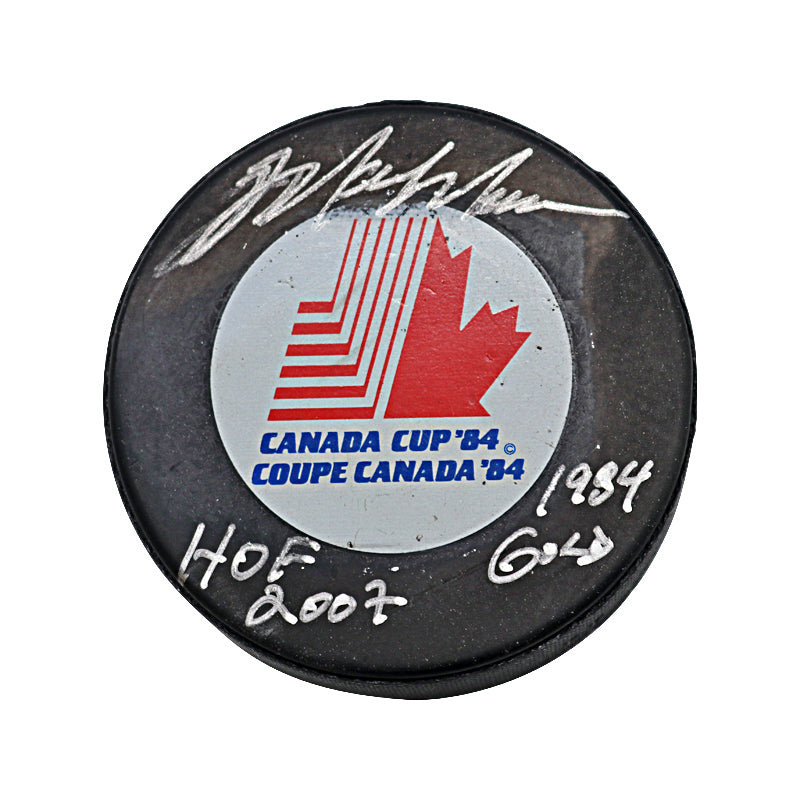 CANADA CUP '84 ©
COUPE CANADA '84
1984
GOLD
HOF
2007